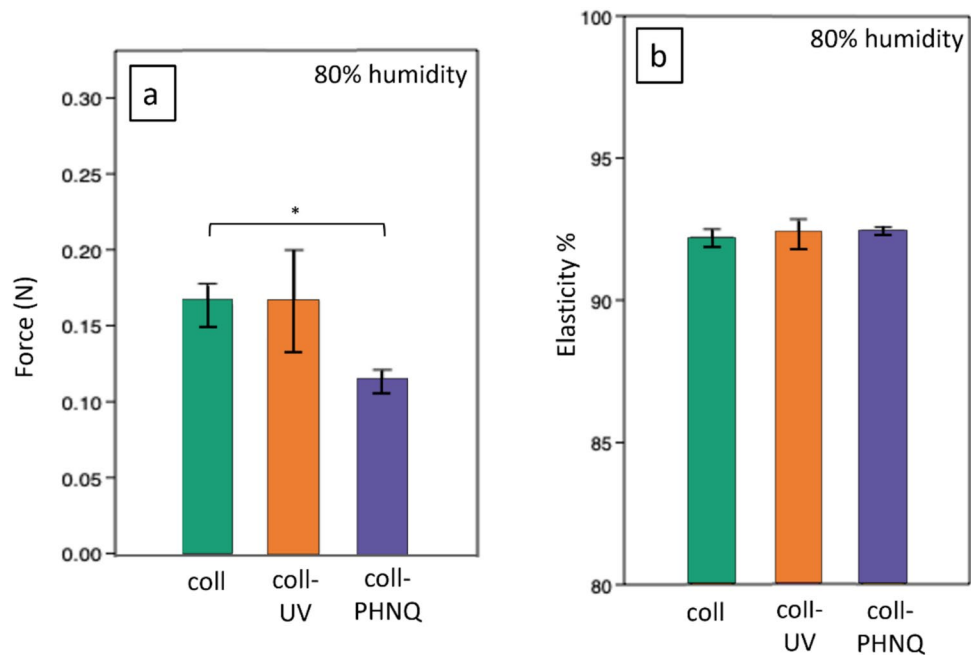 a
80% humidity
0.30
0.25
0.20
0.15
0.10
0.05
0.00
Force (N)
*
coll
coll-
UV
coll-
PHNQ
b
80% humidity
100
95
90
85
80
Elasticity %
coll
coll-
UV
coll-
PHNQ